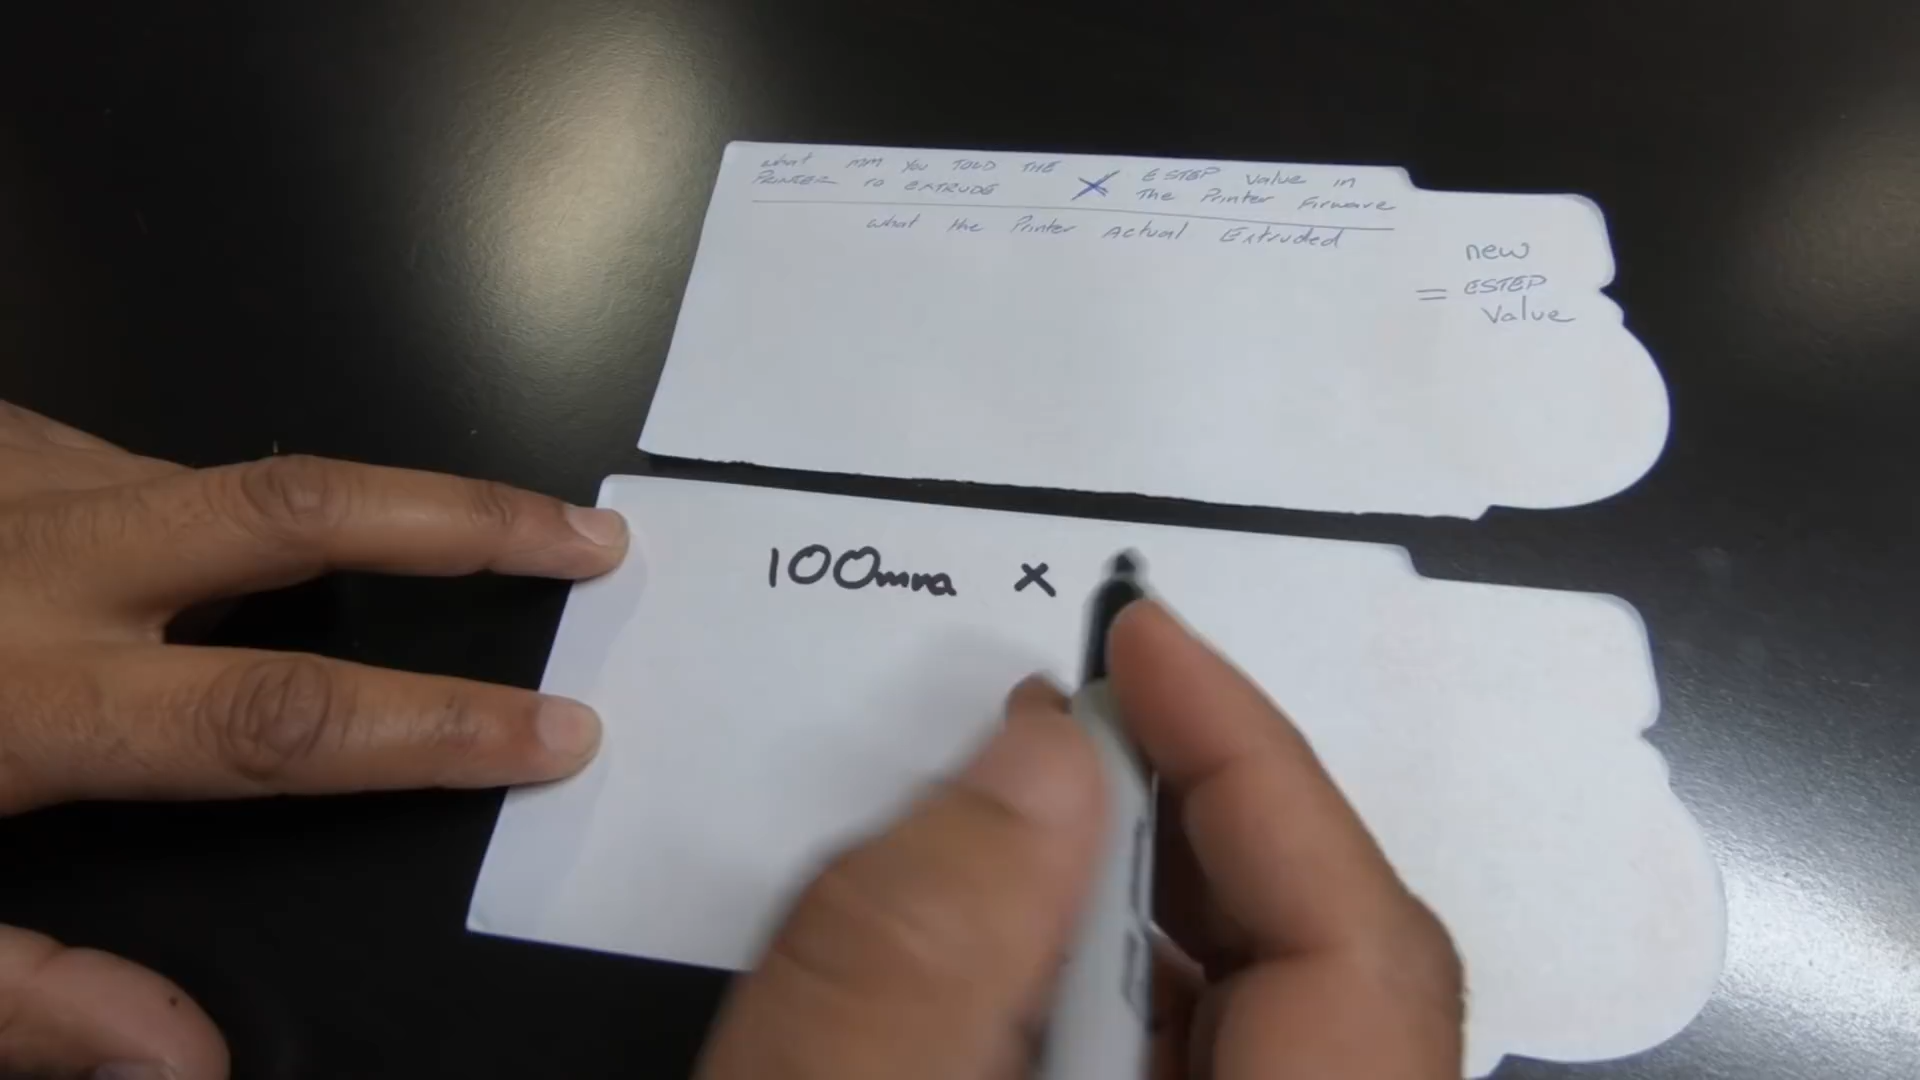 what mm You TOLD THE
PRINTER TO EXTRUDE
X
ESTEP Value in
The Printer Firware
what the Printer Actual Extruded
new
= ESTEP
Value
100mm x